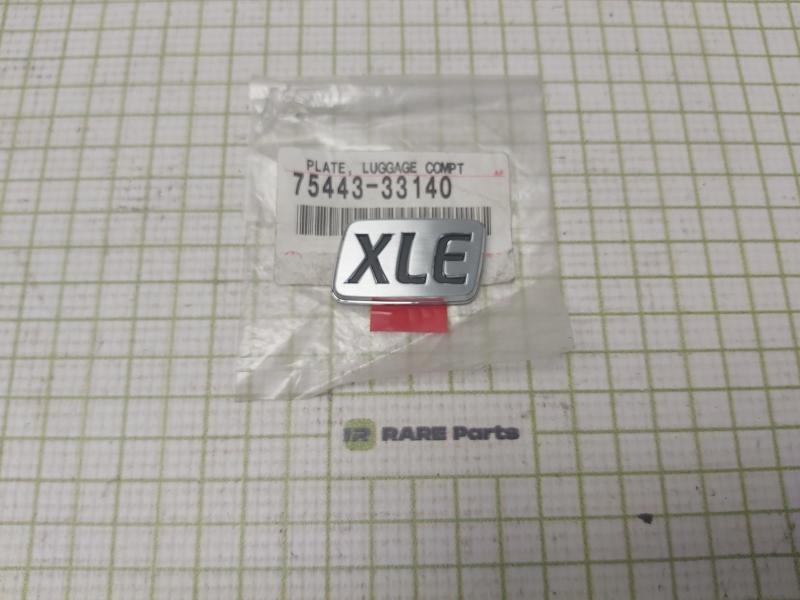 PLATE, LUGGAGE COMPT
75443-33140
XLE
RARE Parts